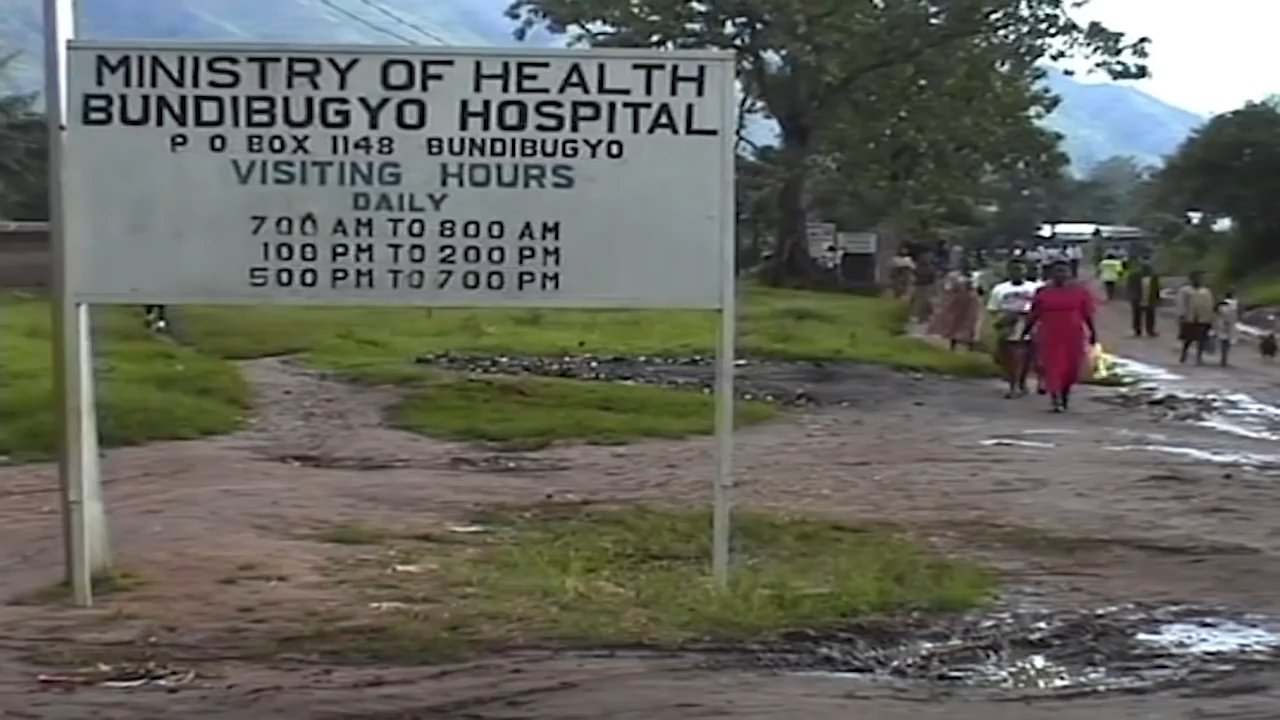 MINISTRY OF HEALTH
BUNDIBUGYO HOSPITAL
P O BOX 1148 BUNDIBUGYO
VISITING HOURS
DAILY
700 AM TO 800 AM
100 PM TO 200 PM
500 PM TO 700 PM